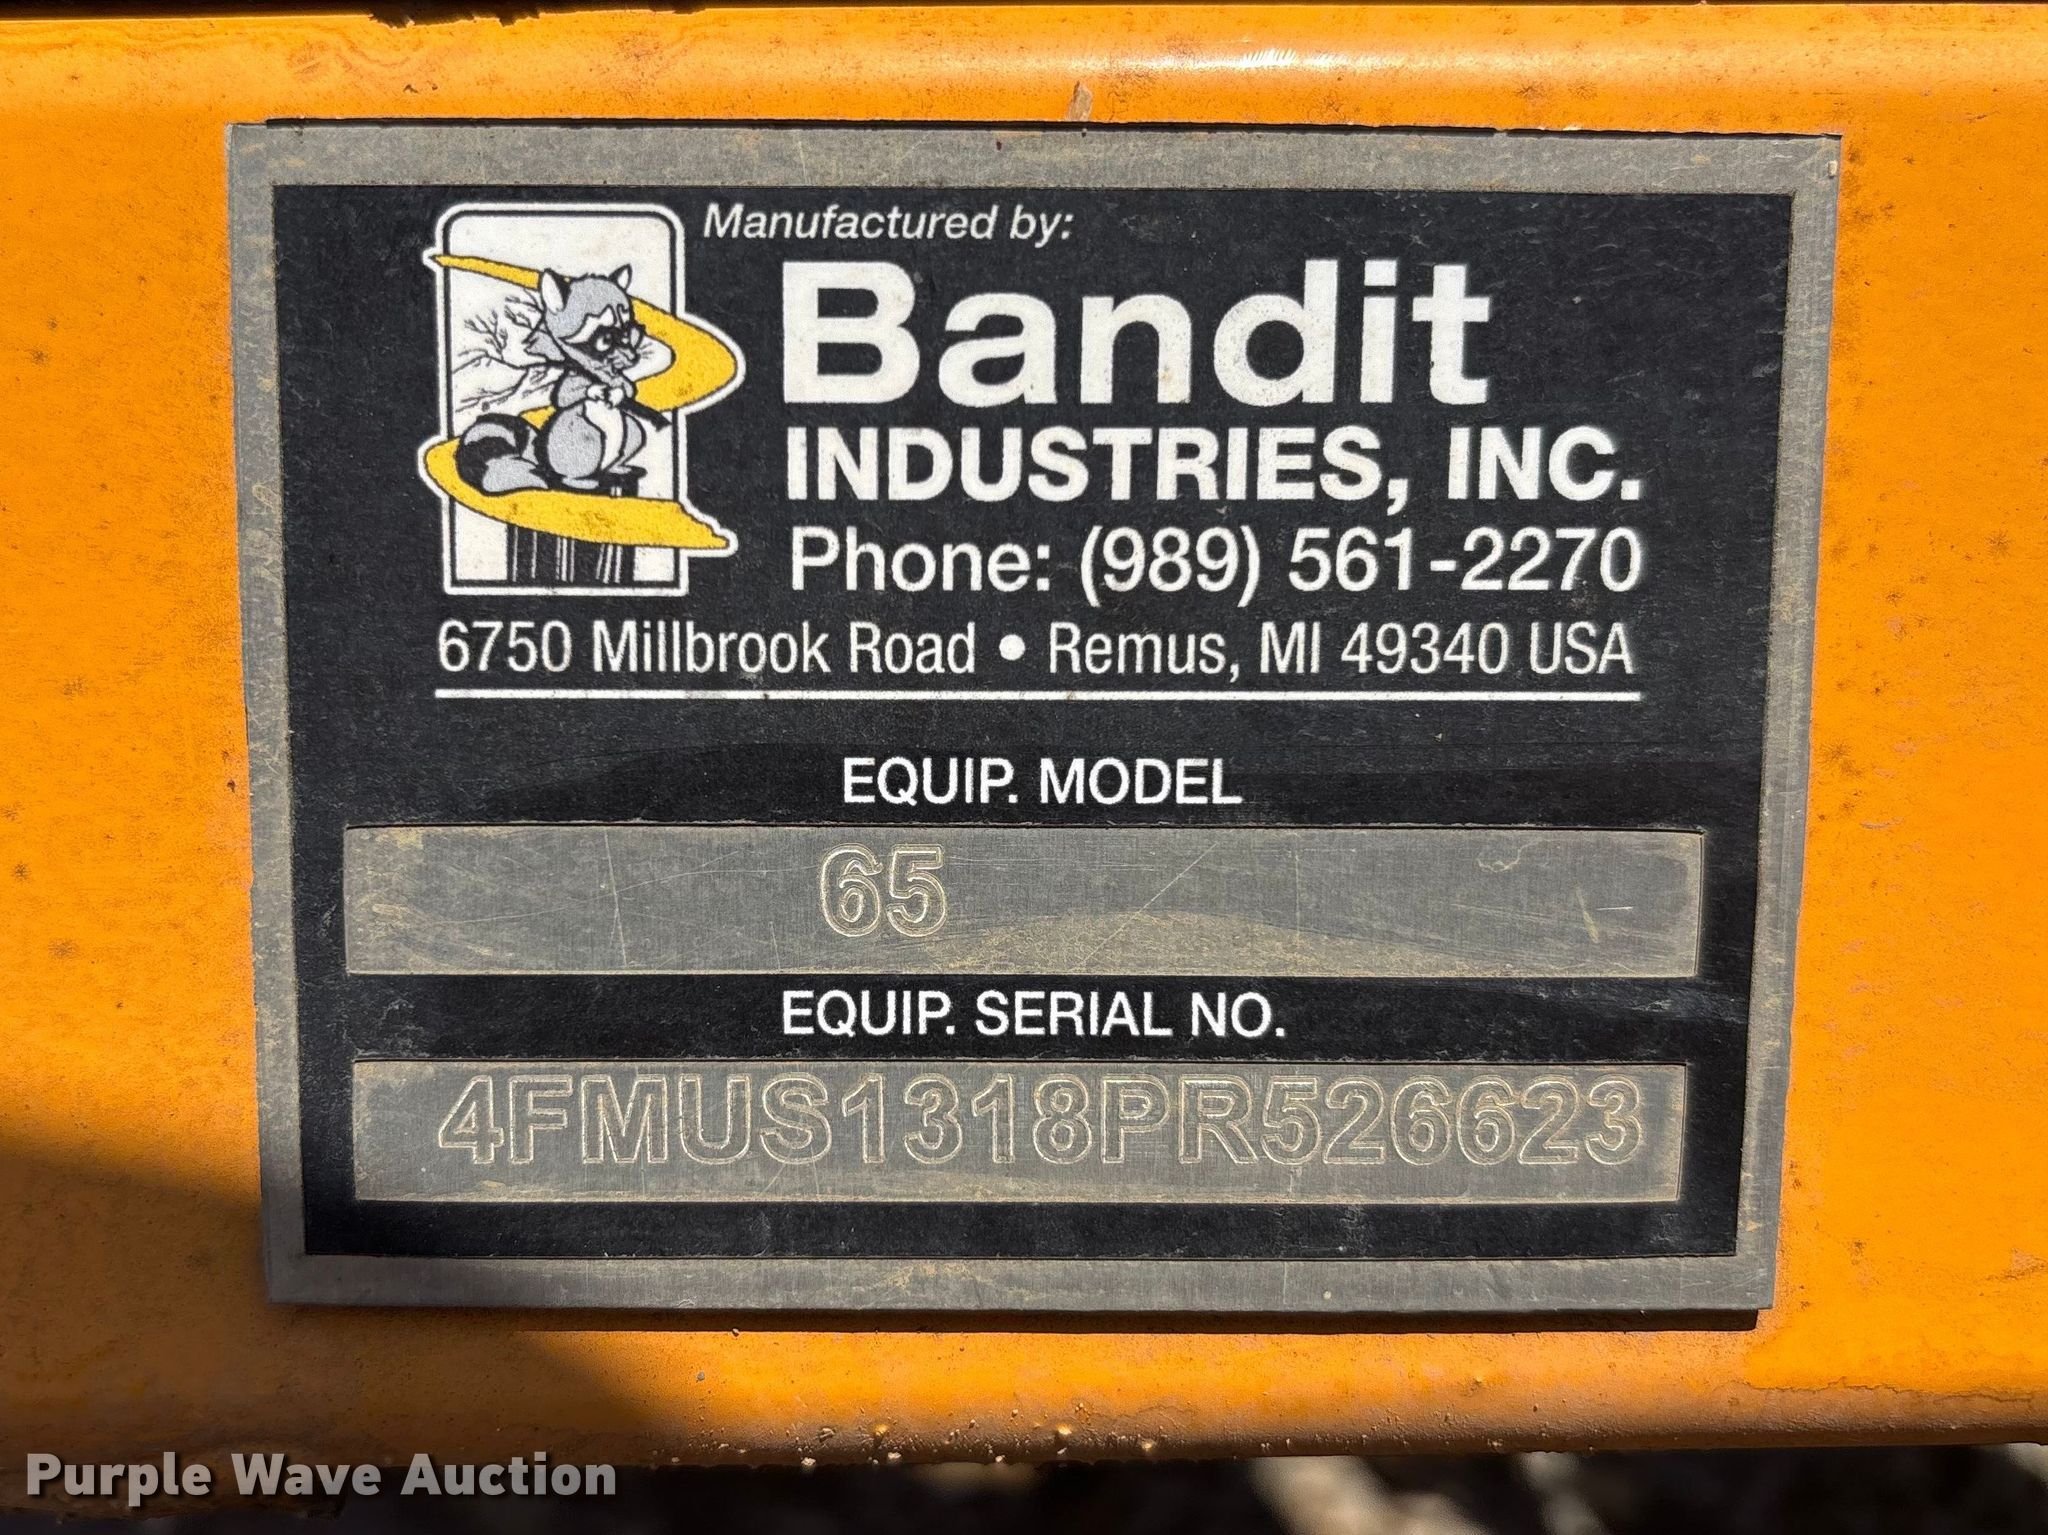 Manufactured by:
Bandit
INDUSTRIES, INC.
Phone: (989) 561-2270
6750 Millbrook Road • Remus, MI 49340 USA
EQUIP. MODEL
65
EQUIP. SERIAL NO.
4FMUS1318PR526623
Purple Wave Auction